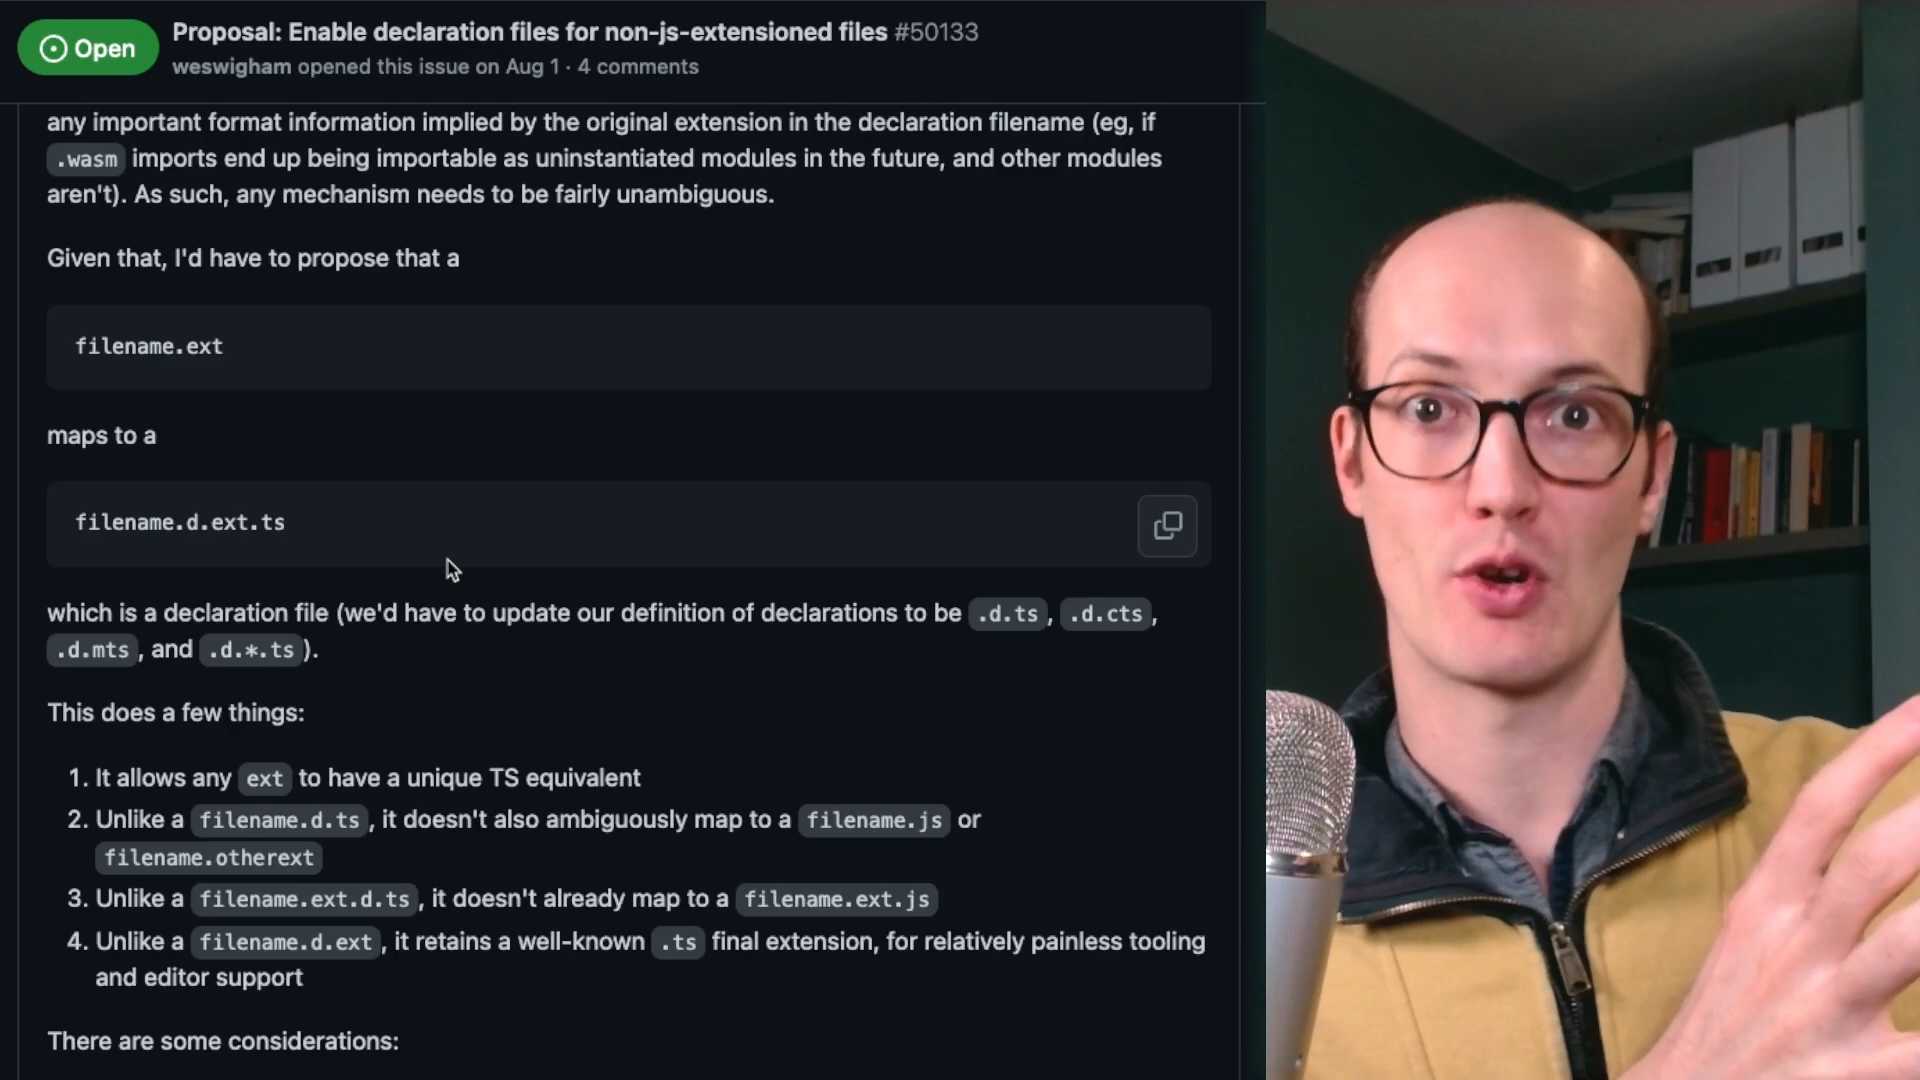 Open
Proposal: Enable declaration files for non-js-extensioned files #50133
weswigham opened this issue on Aug 1 · 4 comments
any important format information implied by the original extension in the declaration filename (eg, if
.wasm imports end up being importable as uninstantiated modules in the future, and other modules
aren't). As such, any mechanism needs to be fairly unambiguous.
Given that, I'd have to propose that a
filename.ext
maps to a
filename.d.ext.ts
which is a declaration file (we'd have to update our definition of declarations to be .d.ts, .d.cts,
.d.mts, and .d.*.ts).
This does a few things:
1. It allows any ext to have a unique TS equivalent
2. Unlike a filename.d.ts, it doesn't also ambiguously map to a filename.js or
filename.otherext
3. Unlike a filename.ext.d.ts, it doesn't already map to a filename.ext.js
4. Unlike a filename.d.ext, it retains a well-known .ts final extension, for relatively painless tooling
and editor support
There are some considerations: